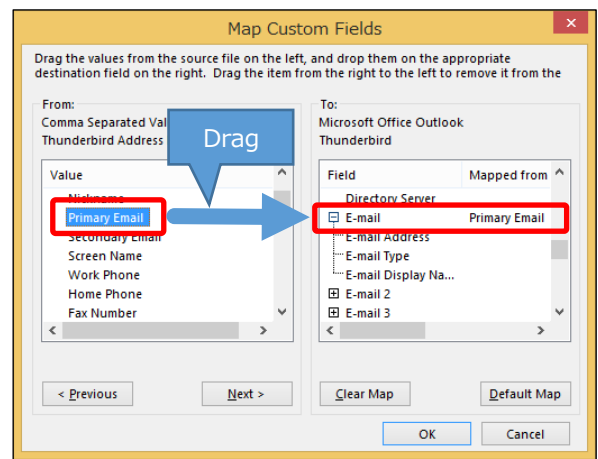 Map Custom Fields
Drag the values from the source file on the left, and drop them on the appropriate
destination field on the right. Drag the item from the right to the left to remove it from the
From:
Comma Separated Val
Thunderbird Address
Drag
Value
Nickname
Primary Email
Secondary Email
Screen Name
Work Phone
Home Phone
Fax Number
< Previous
Next >
To:
Microsoft Office Outlook
Thunderbird
Field Mapped from
Directory Server
E-mail Primary Email
E-mail Address
E-mail Type
E-mail Display Na...
E-mail 2
E-mail 3
Clear Map
Default Map
OK
Cancel